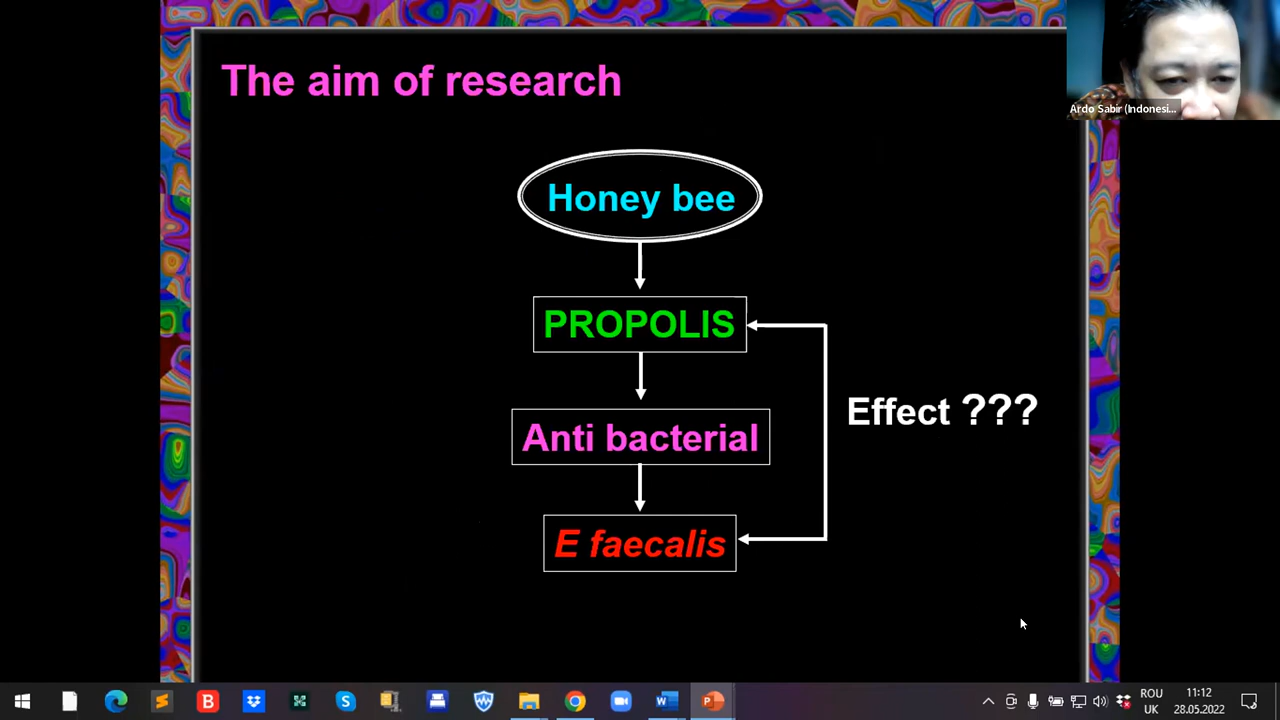 The aim of research
Ardo Sabir (Indonesi...
Honey bee
PROPOLIS
Effect ???
Anti bacterial
E faecalis
ROU
UK
11:12
28.05.2022